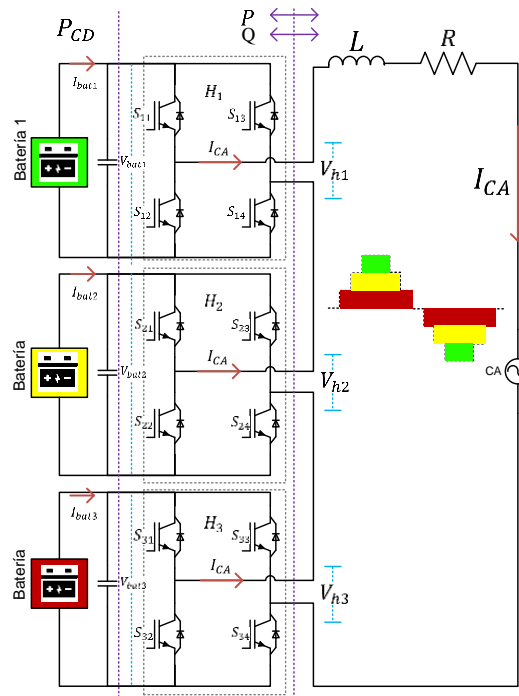 P_CD
P
Q
L
R
I_bat1
H_1
S_11
S_13
Batería 1
V_bat1
I_CA
V_h1
S_12
S_14
I_CA
I_bat2
H_2
S_21
S_23
Batería
V_bat2
I_CA
V_h2
CA
S_22
S_24
I_bat3
H_3
S_31
S_33
Batería
V_bat3
I_CA
V_h3
S_32
S_34